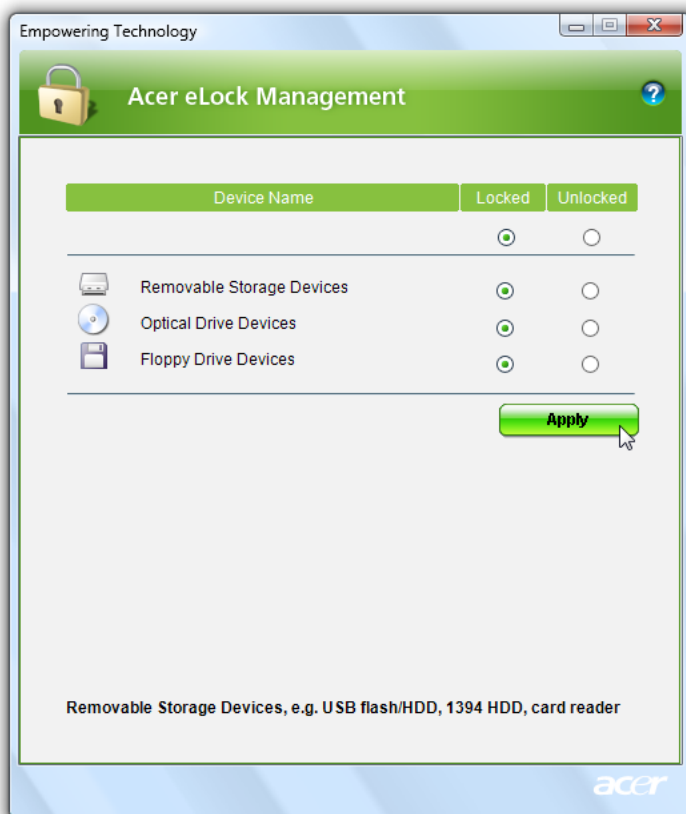 Empowering Technology
Acer eLock Management
?
Device Name Locked Unlocked
Removable Storage Devices
Optical Drive Devices
Floppy Drive Devices
Apply
Removable Storage Devices, e.g. USB flash/HDD, 1394 HDD, card reader
acer